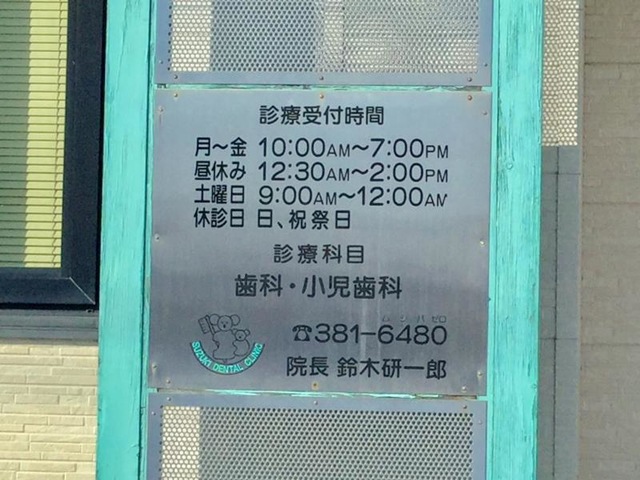 診療受付時間
月〜金 10:00AM〜7:00PM
昼休み 12:30AM〜2:00PM
土曜日 9:00AM〜12:00AM
休診日 日、祝祭日
診療科目
歯科・小児歯科
ムシバゼロ
☎381-6480
院長 鈴木研一郎
SUZUKI DENTAL CLINIC